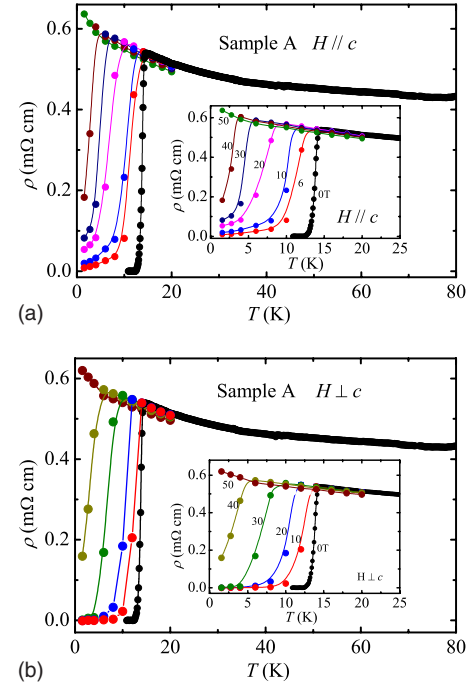 Sample A H // c
0.6
0.4
0.2
0.0
ρ (mΩ cm)
0 20 40 60 80
T (K)
(a)
0.6
0.4
0.2
0.0
ρ (mΩ cm)
50
40
30
20
10
6
0T
H // c
0 5 10 15 20 25
T (K)
Sample A H ⊥ c
0.6
0.4
0.2
0.0
ρ (mΩ cm)
0 20 40 60 80
T (K)
(b)
0.6
0.4
0.2
0.0
ρ (mΩ cm)
50
40
30
20
10
0T
H ⊥ c
0 5 10 15 20 25
T (K)